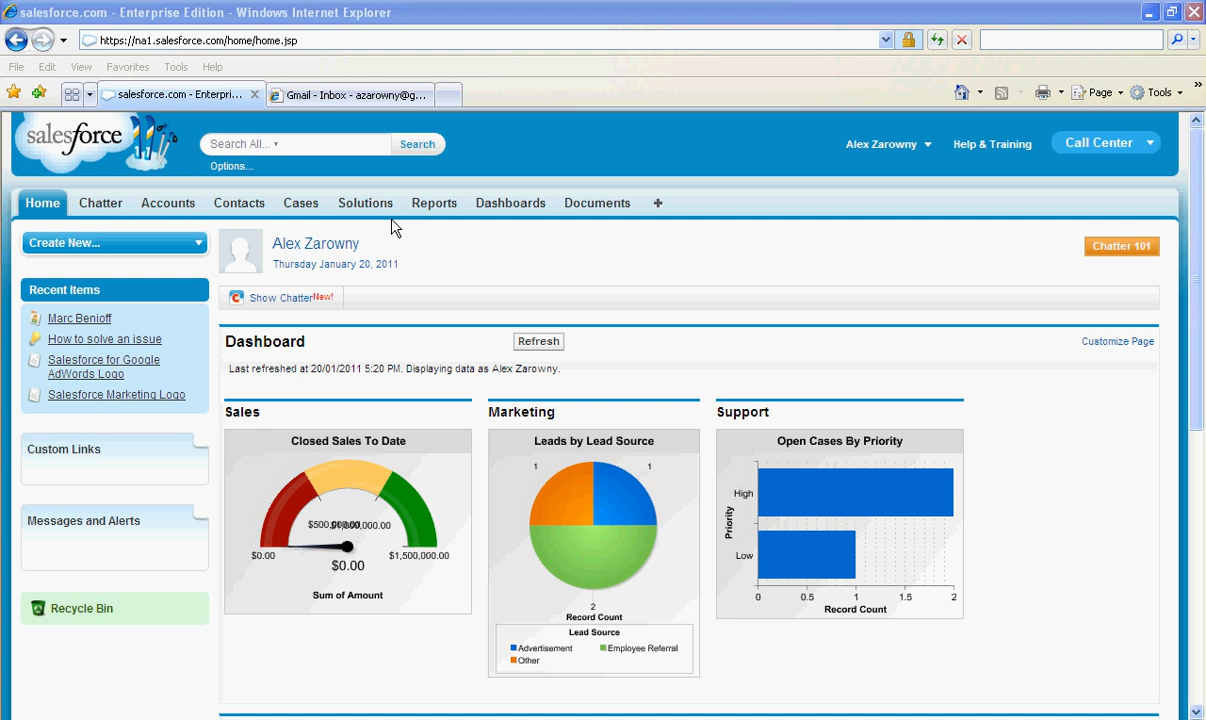 salesforce.com - Enterprise Edition - Windows Internet Explorer
https://na1.salesforce.com/home/home.jsp
File Edit View Favorites Tools Help
salesforce.com - Enterpri... Gmail - Inbox - azarowny@g... Page Tools
salesforce
Search All... Search
Options...
Alex Zarowny Help & Training Call Center
Home Chatter Accounts Contacts Cases Solutions Reports Dashboards Documents
Create New...
Recent Items
Marc Benioff
How to solve an issue
Salesforce for Google
AdWords Logo
Salesforce Marketing Logo
Custom Links
Messages and Alerts
Recycle Bin
Alex Zarowny
Thursday January 20, 2011
Chatter 101
Show Chatter New!
Dashboard Refresh Customize Page
Last refreshed at 20/01/2011 5:20 PM. Displaying data as Alex Zarowny.
Sales
Closed Sales To Date
$500,000.00 $1,000,000.00
$0.00 $1,500,000.00
$0.00
Sum of Amount
Marketing
Leads by Lead Source
1 1
2
Record Count
Lead Source
Advertisement Employee Referral
Other
Support
Open Cases By Priority
High
Priority
Low
0 0.5 1 1.5 2
Record Count